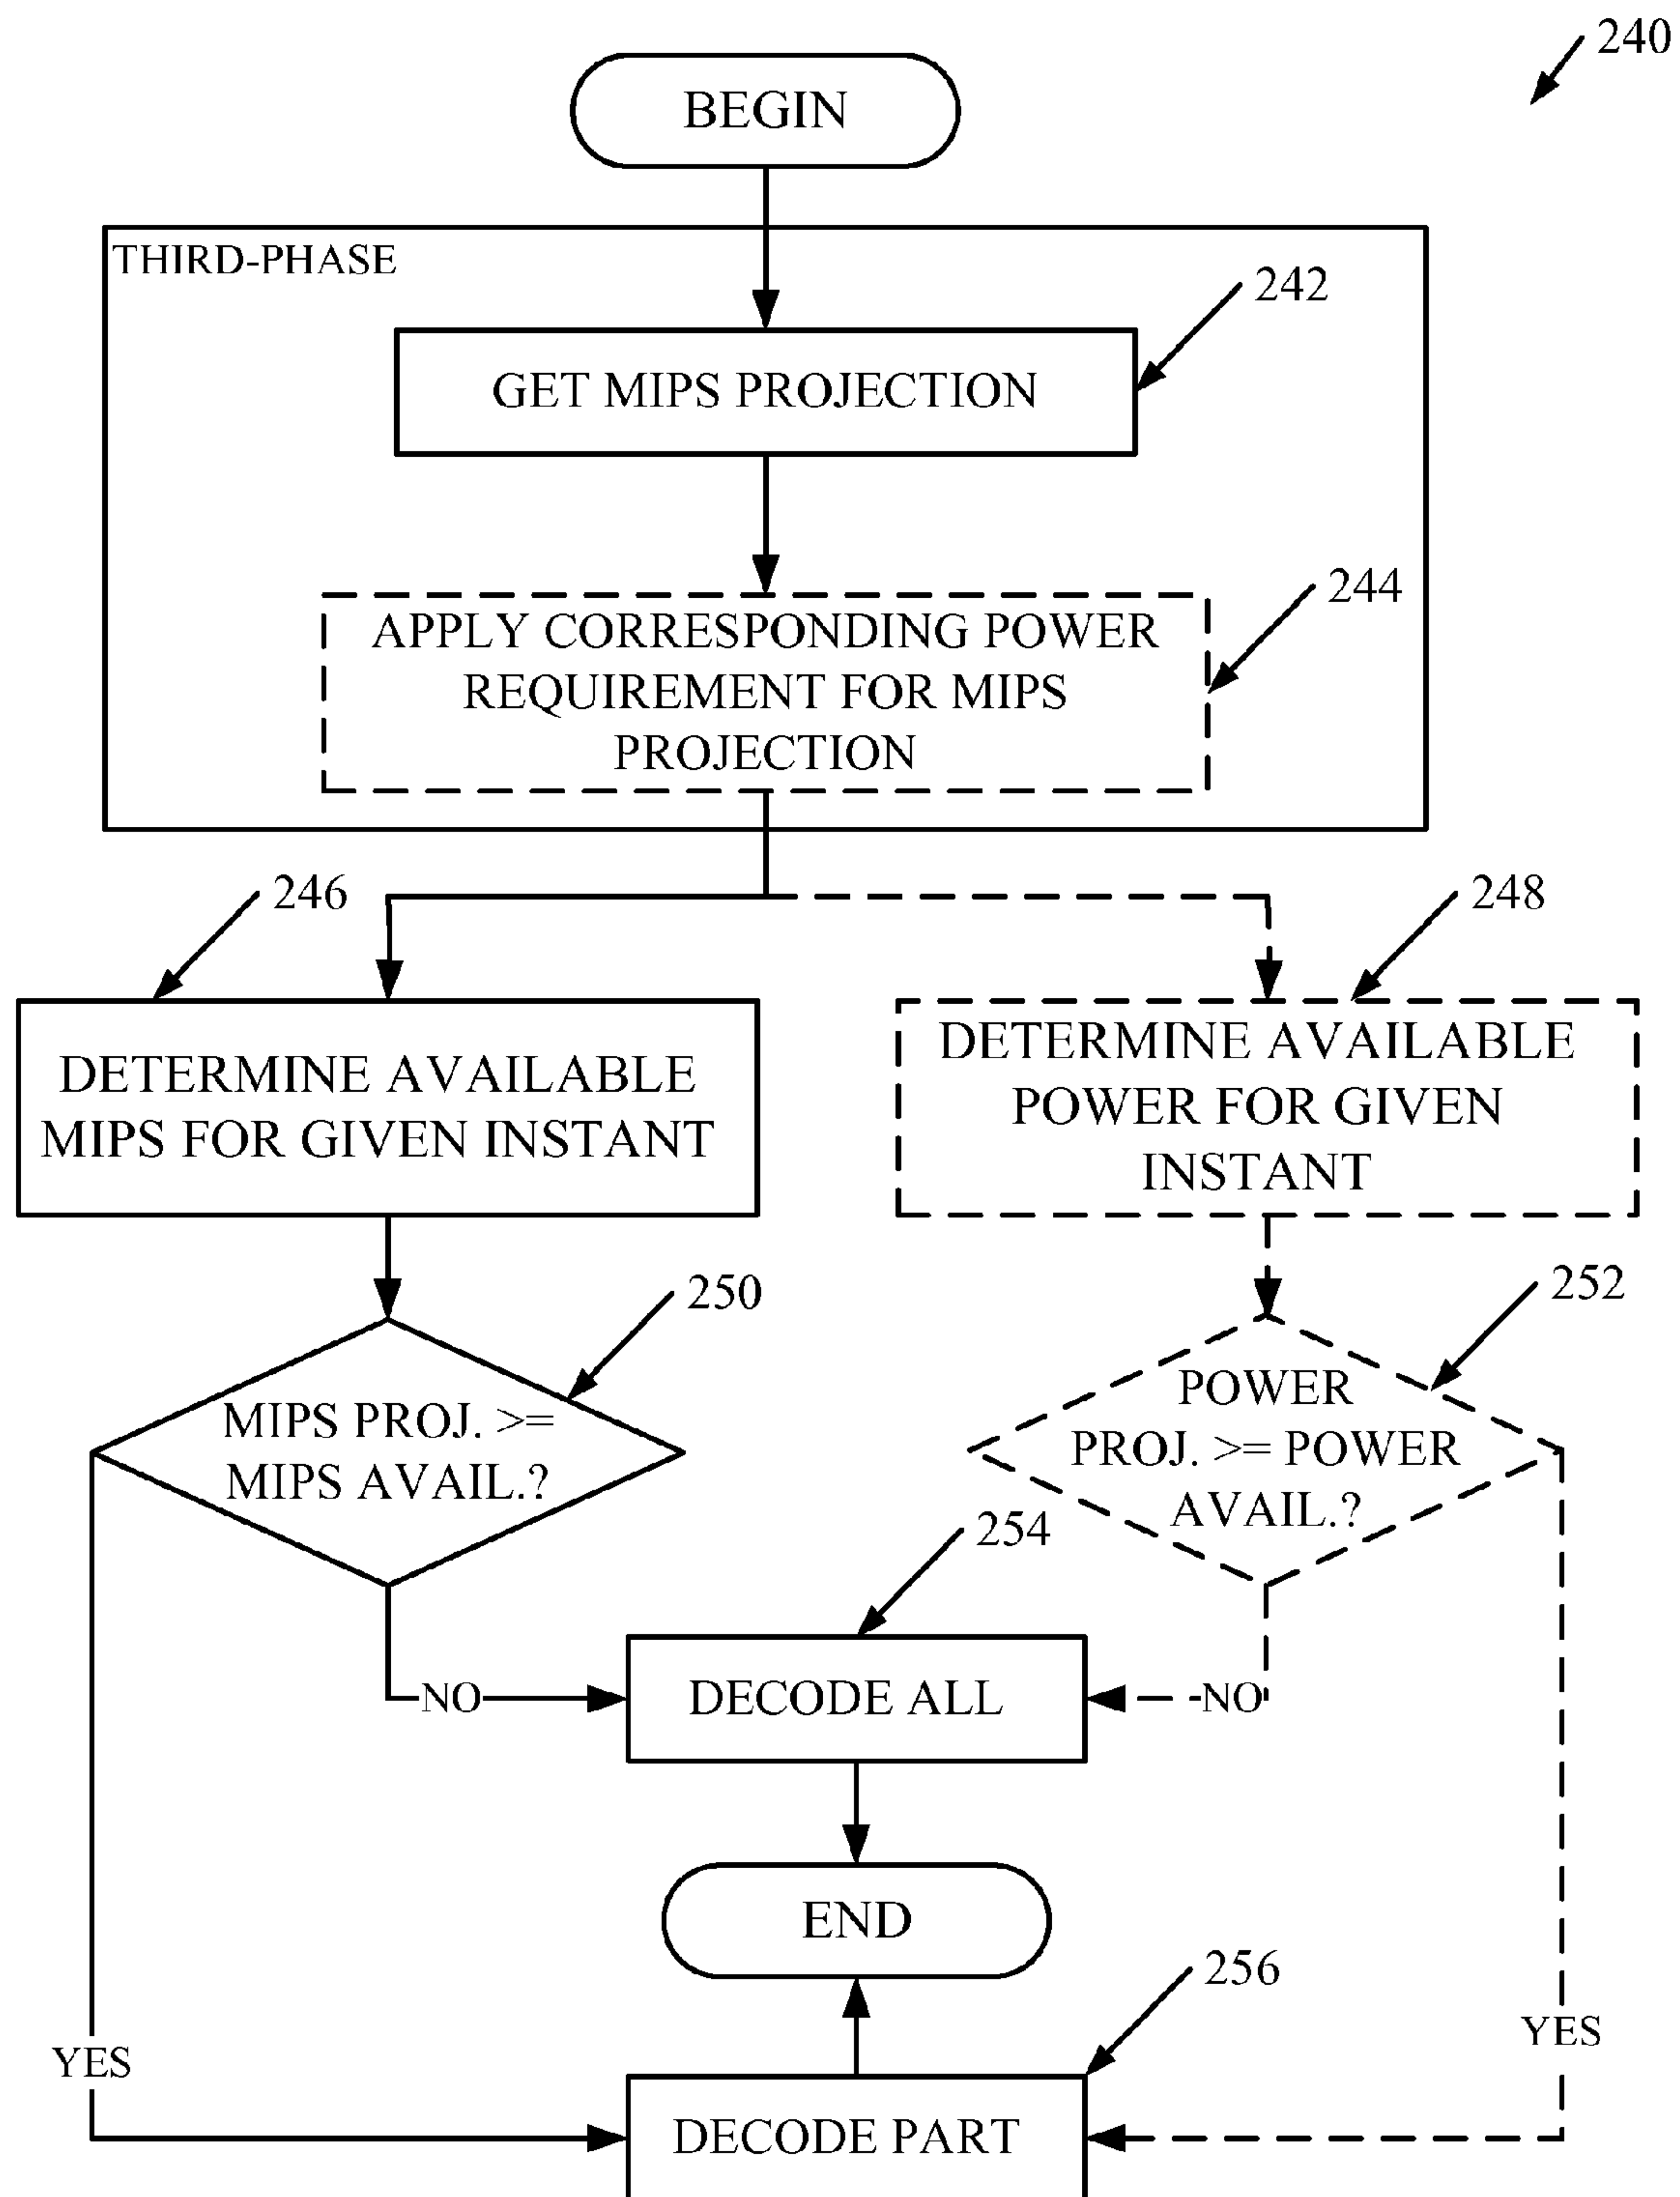 240
BEGIN
THIRD-PHASE
242
GET MIPS PROJECTION
244
APPLY CORRESPONDING POWER
REQUIREMENT FOR MIPS
PROJECTION
246
248
DETERMINE AVAILABLE
MIPS FOR GIVEN INSTANT
DETERMINE AVAILABLE
POWER FOR GIVEN
INSTANT
250
252
MIPS PROJ. >=
MIPS AVAIL.?
POWER
PROJ. >= POWER
AVAIL.?
254
NO
DECODE ALL
NO
END
256
YES
YES
DECODE PART